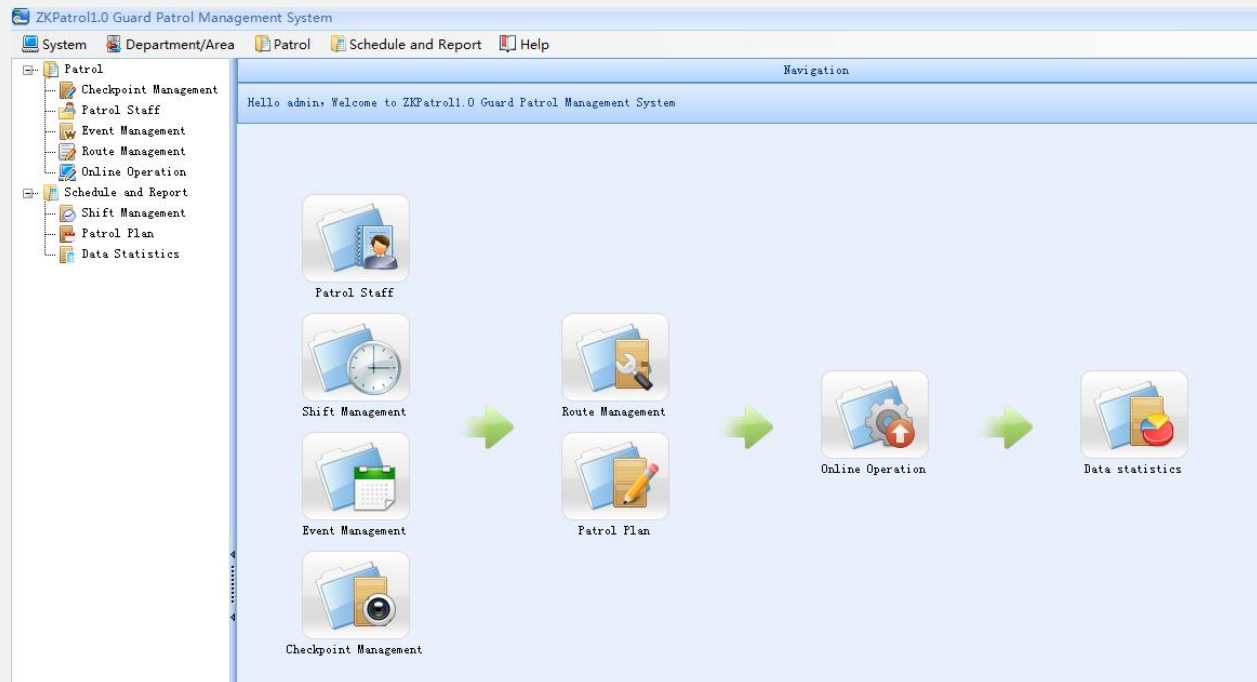 ZKPatrol1.0 Guard Patrol Management System
System Department/Area Patrol Schedule and Report Help
Patrol
Checkpoint Management
Patrol Staff
Event Management
Route Management
Online Operation
Schedule and Report
Shift Management
Patrol Plan
Data Statistics
Navigation
Hello admin, Welcome to ZKPatrol1.0 Guard Patrol Management System
Patrol Staff
Shift Management
Event Management
Checkpoint Management
Route Management
Patrol Plan
Online Operation
Data statistics